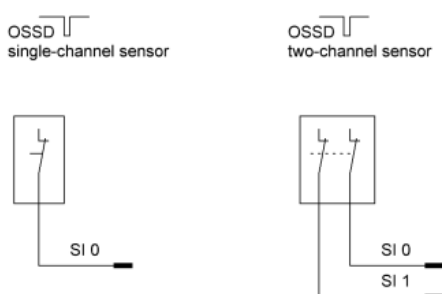 OSSD
single-channel sensor
OSSD
two-channel sensor
SI 0
SI 0
SI 1